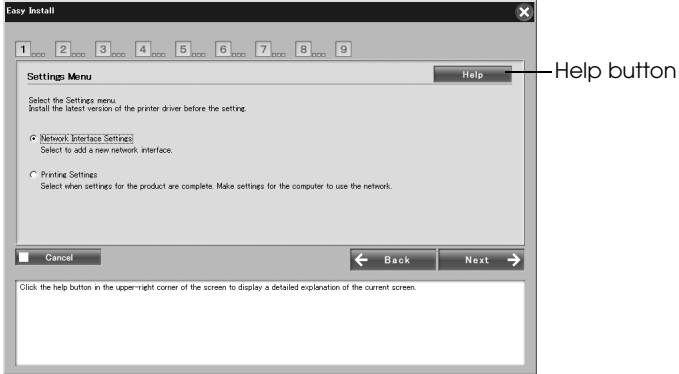 Easy Install
1 2 3 4 5 6 7 8 9
Settings Menu
Help
Help button
Select the Settings menu.
Install the latest version of the printer driver before the setting.
Network Interface Settings
Select to add a new network interface.
Printing Settings
Select when settings for the product are complete. Make settings for the computer to use the network.
Cancel
Back
Next
Click the help button in the upper-right corner of the screen to display a detailed explanation of the current screen.